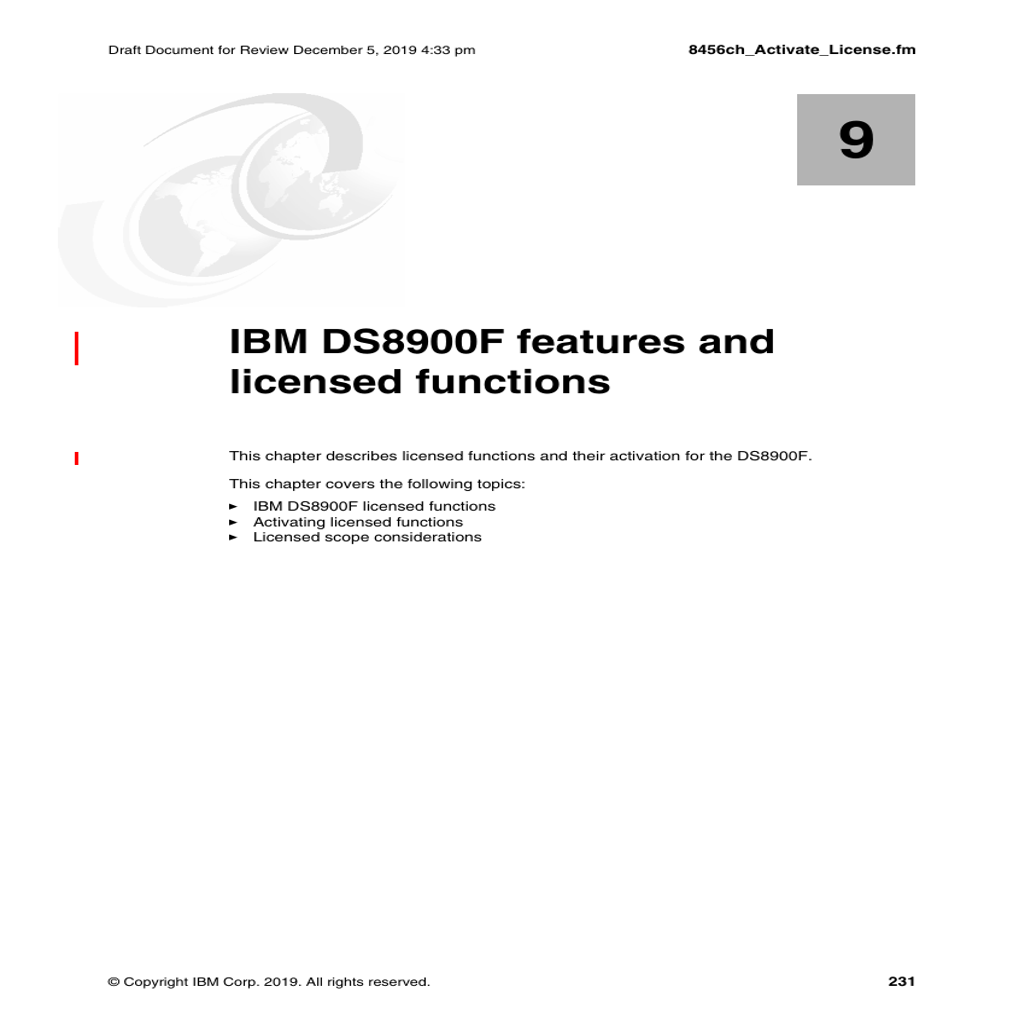 Draft Document for Review December 5, 2019 4:33 pm
8456ch_Activate_License.fm
9
IBM DS8900F features and
licensed functions
This chapter describes licensed functions and their activation for the DS8900F.
This chapter covers the following topics:
► IBM DS8900F licensed functions
► Activating licensed functions
► Licensed scope considerations
© Copyright IBM Corp. 2019. All rights reserved.
231